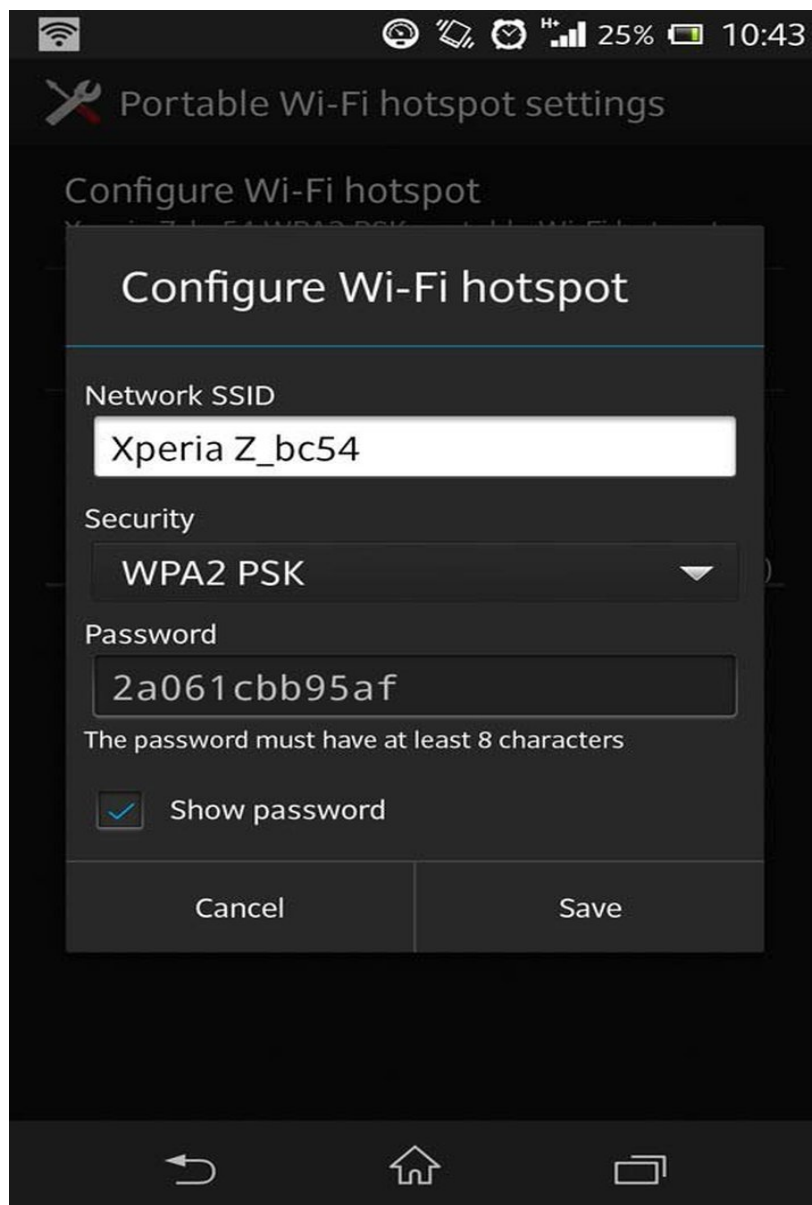 H+ 25% 10:43
Portable Wi-Fi hotspot settings
Configure Wi-Fi hotspot
Configure Wi-Fi hotspot
Network SSID
Xperia Z_bc54
Security
WPA2 PSK
)
Password
2a061cbb95af
The password must have at least 8 characters
Show password
Cancel
Save